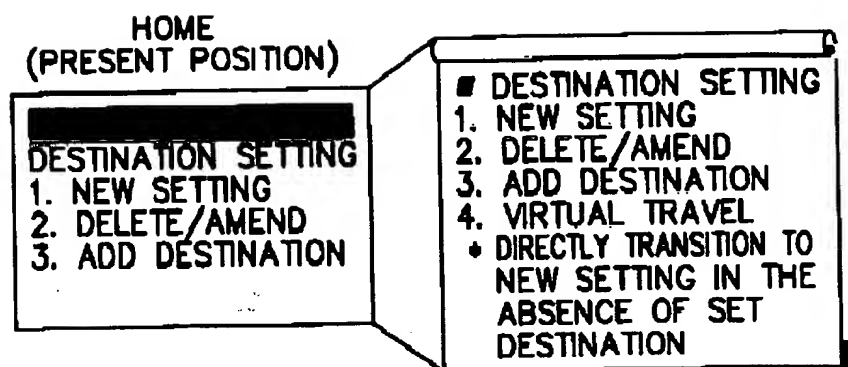 HOME
(PRESENT POSITION)
DESTINATION SETTING
1. NEW SETTING
2. DELETE/AMEND
3. ADD DESTINATION
■ DESTINATION SETTING
1. NEW SETTING
2. DELETE/AMEND
3. ADD DESTINATION
4. VIRTUAL TRAVEL
* DIRECTLY TRANSITION TO
NEW SETTING IN THE
ABSENCE OF SET
DESTINATION